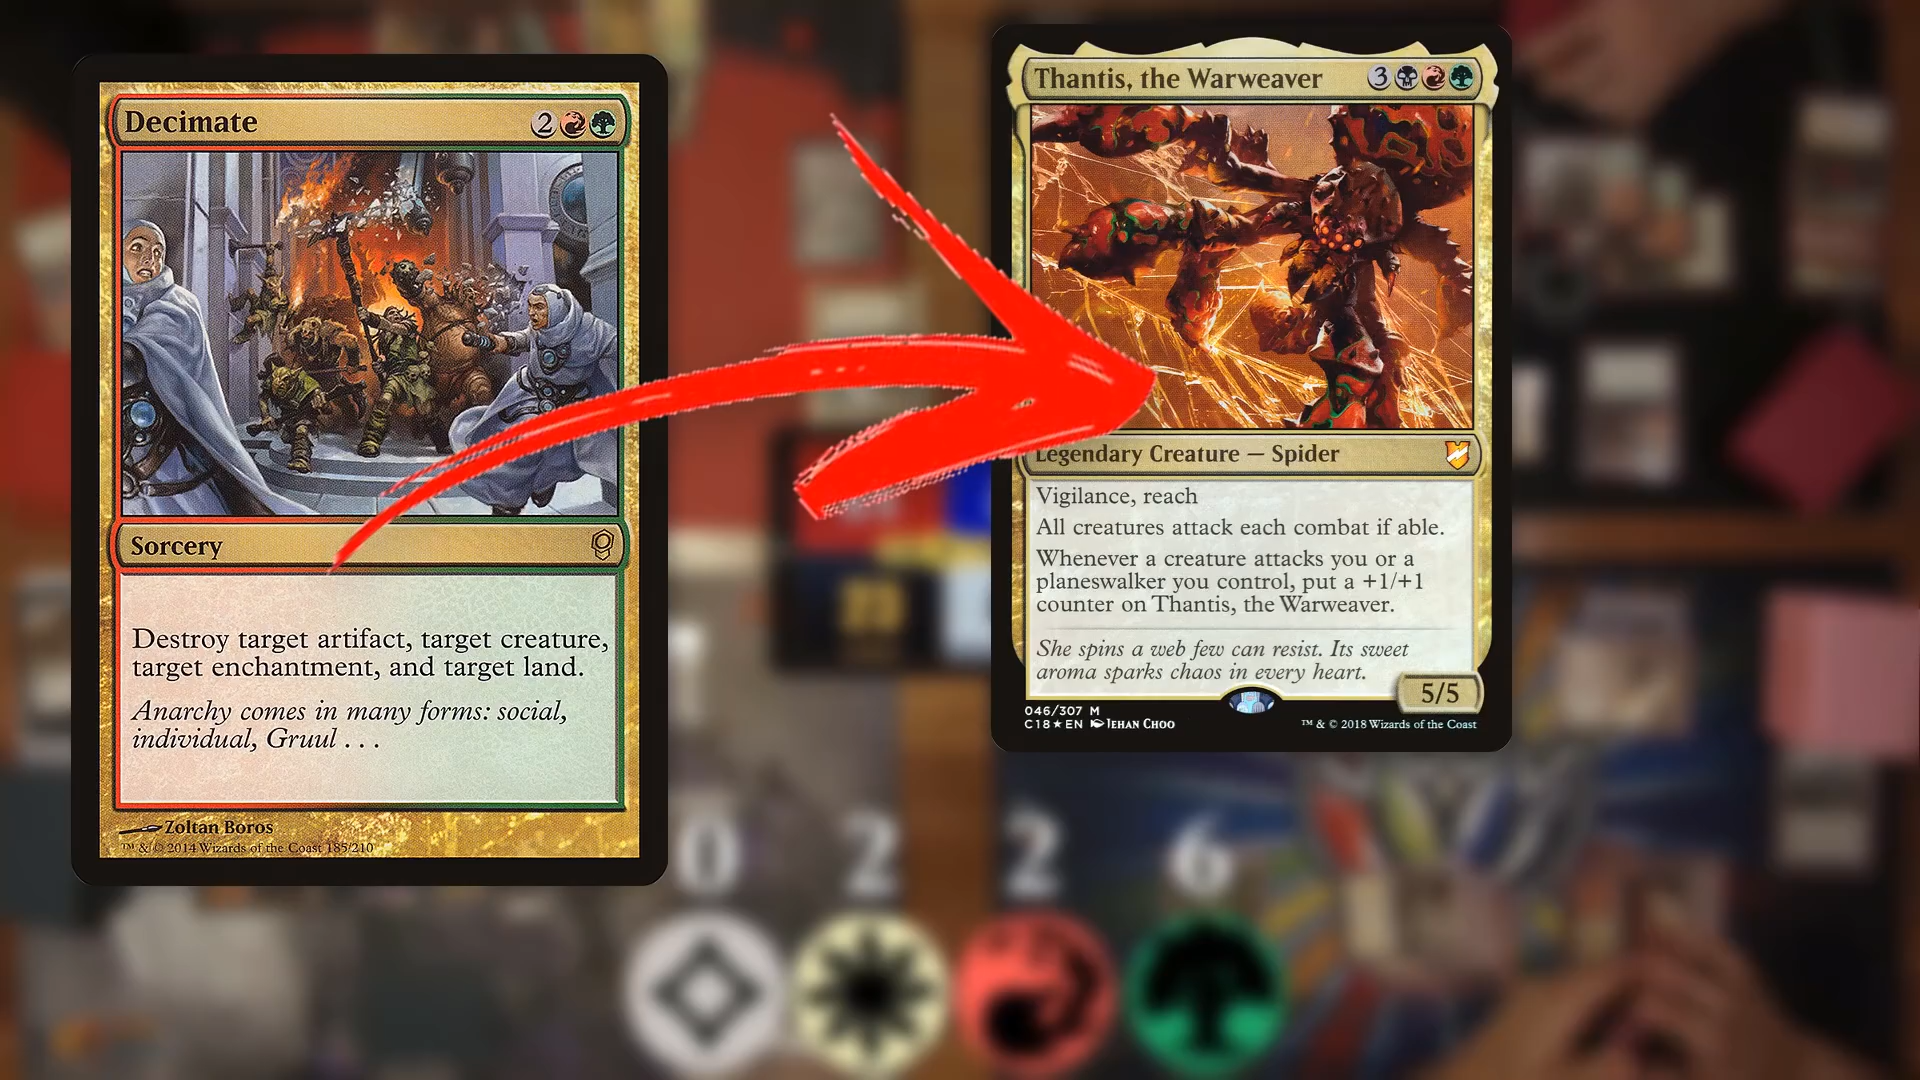 Decimate
2
Sorcery
Destroy target artifact, target creature,
target enchantment, and target land.
Anarchy comes in many forms: social,
individual, Gruul . . .
Zoltan Boros
™ & © 2014 Wizards of the Coast 185/210
Thantis, the Warweaver
3
Legendary Creature — Spider
Vigilance, reach
All creatures attack each combat if able.
Whenever a creature attacks you or a
planeswalker you control, put a +1/+1
counter on Thantis, the Warweaver.
She spins a web few can resist. Its sweet
aroma sparks chaos in every heart.
5/5
046/307 M
C18★EN JEHAN CHOO
™ & © 2018 Wizards of the Coast
0 2 2 6